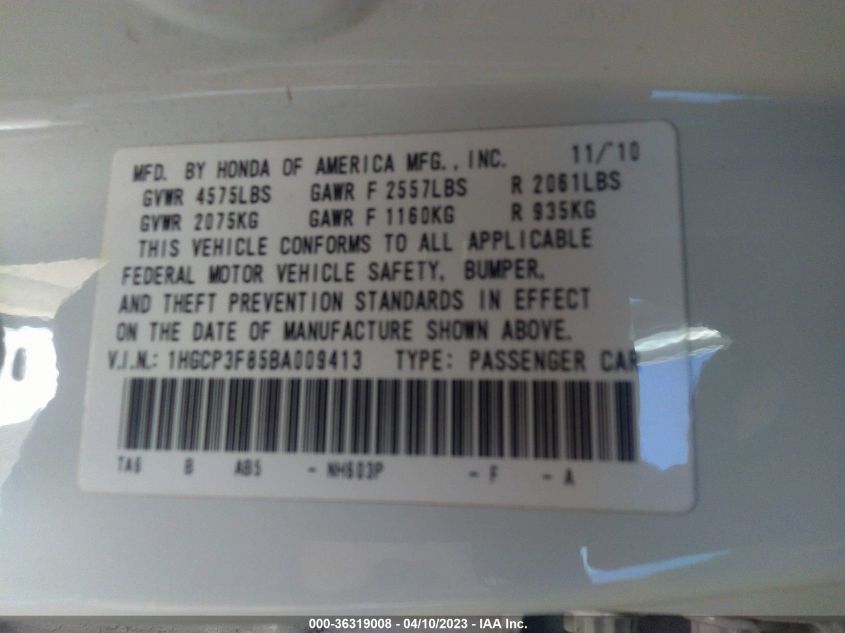 MFD. BY HONDA OF AMERICA MFG., INC. 11/'10
GVWR 4575LBS GAWR F 2557LBS R 2061LBS
GVWR 2075KG GAWR F 1160KG R 935KG
THIS VEHICLE CONFORMS TO ALL APPLICABLE
FEDERAL MOTOR VEHICLE SAFETY, BUMPER,
AND THEFT PREVENTION STANDARDS IN EFFECT
ON THE DATE OF MANUFACTURE SHOWN ABOVE.
V.I.N.: 1HGCP3F85BA009413 TYPE: PASSENGER CAR
TA6 B AB5 - NH603P - F - A
000-36319008 - 04/10/2023 - IAA Inc.